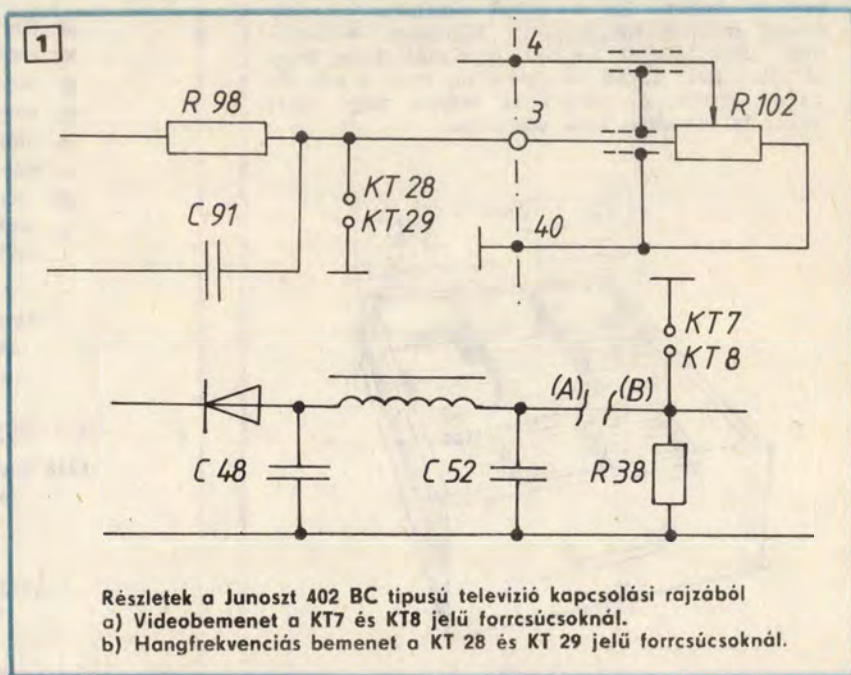 1
4
R 98
3
R 102
KT 28
KT 29
C 91
40
KT 7
KT 8
(A) (B)
C 48
C 52
R 38
Részletek a Junoszt 402 BC típusú televízió kapcsolási rajzából
a) Videobemenet a KT7 és KT8 jelű forrcsúcsoknál.
b) Hangfrekvenciás bemenet a KT 28 és KT 29 jelű forrcsúcsoknál.